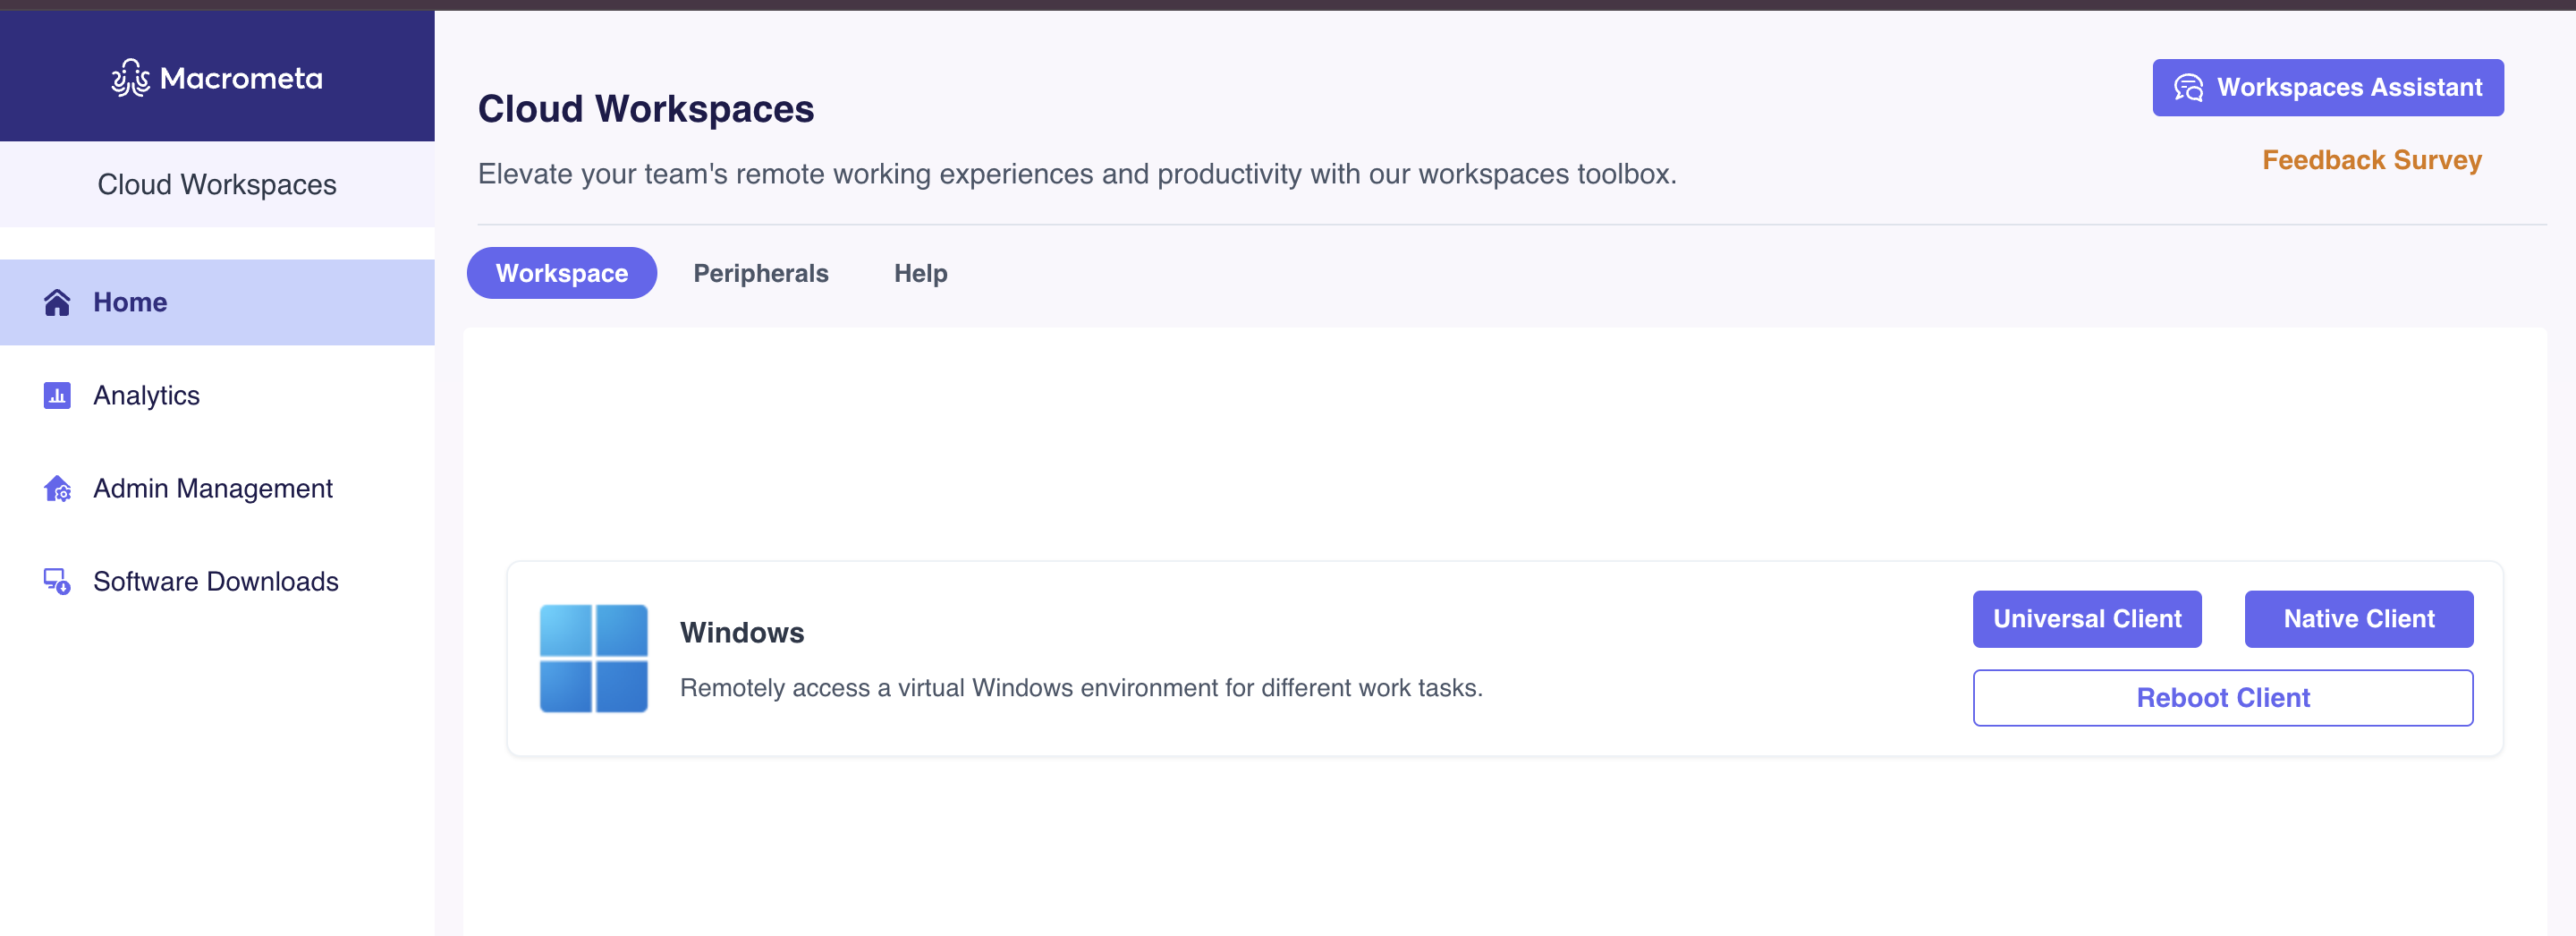 Macrometa
Cloud Workspaces
Home
Analytics
Admin Management
Software Downloads
Cloud Workspaces
Elevate your team's remote working experiences and productivity with our workspaces toolbox.
Workspaces Assistant
Feedback Survey
Workspace
Peripherals
Help
Windows
Remotely access a virtual Windows environment for different work tasks.
Universal Client
Native Client
Reboot Client